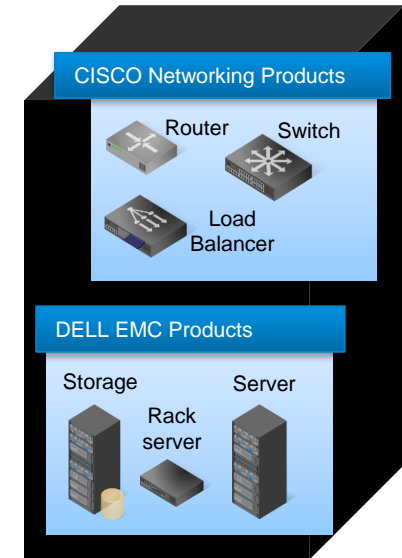 CISCO Networking Products
Router
Switch
Load
Balancer
DELL EMC Products
Storage
Server
Rack
server